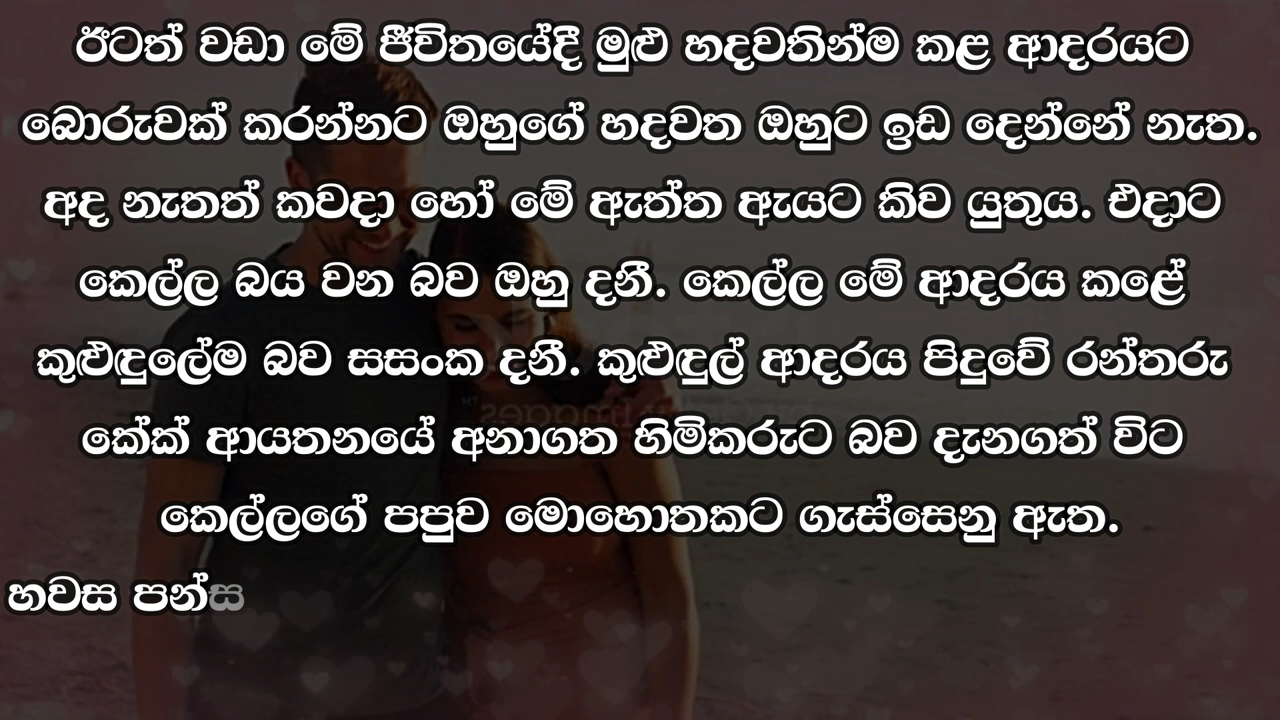 ඊටත් වඩා මේ ජීවිතයේදී මුළු හදවතින්ම කළ ආදරයට
බොරුවක් කරන්නට ඔහුගේ හදවත ඔහුට ඉඩ දෙන්නේ නැත.
අද නැතත් කවදා හෝ මේ ඇත්ත ඇයට කිව යුතුය. එදාට
කෙල්ල බය වන බව ඔහු දනී. කෙල්ල මේ ආදරය කළේ
කුළුඳුලේම බව සසංක දනී. කුළුඳුල් ආදරය පිදුවේ රන්තරු
කේක් ආයතනයේ අනාගත හිමිකරුට බව දැනගත් විට
කෙල්ලගේ පපුව මොහොතකට ගැස්සෙනු ඇත.
හවස පන්ස